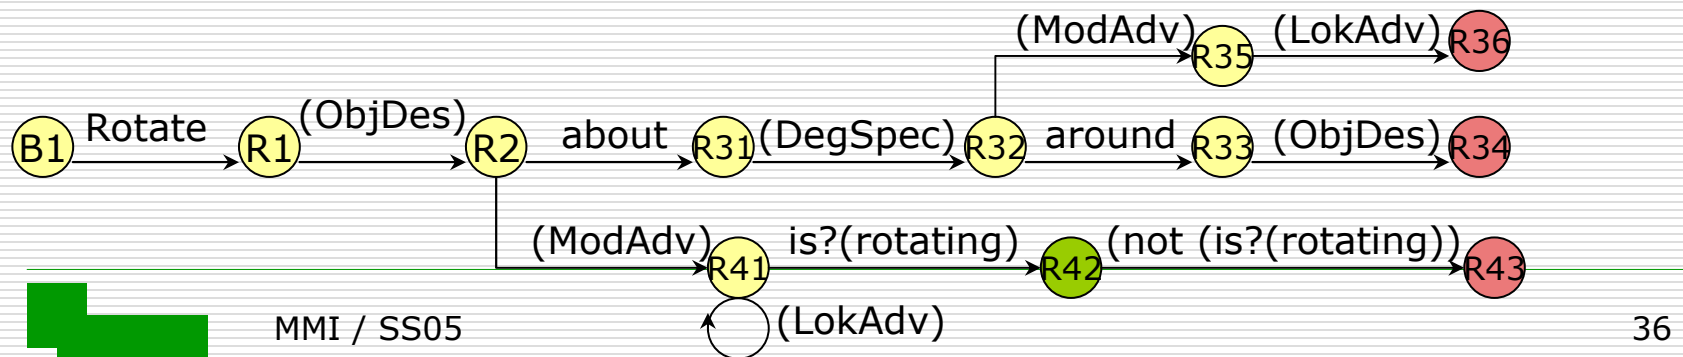 (ModAdv) R35 (LokAdv) R36
B1 Rotate R1 (ObjDes) R2 about R31 (DegSpec) R32 around R33 (ObjDes) R34
(ModAdv) R41 is?(rotating) R42 (not (is?(rotating)) R43
(LokAdv)
MMI / SS05 36